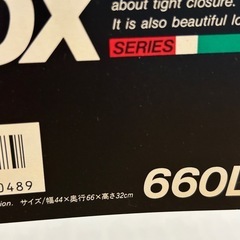 about tight closure.
It is also beautiful lo
OX
SERIES
0489
ion. サイズ/幅44×奥行66×高さ32cm
660L